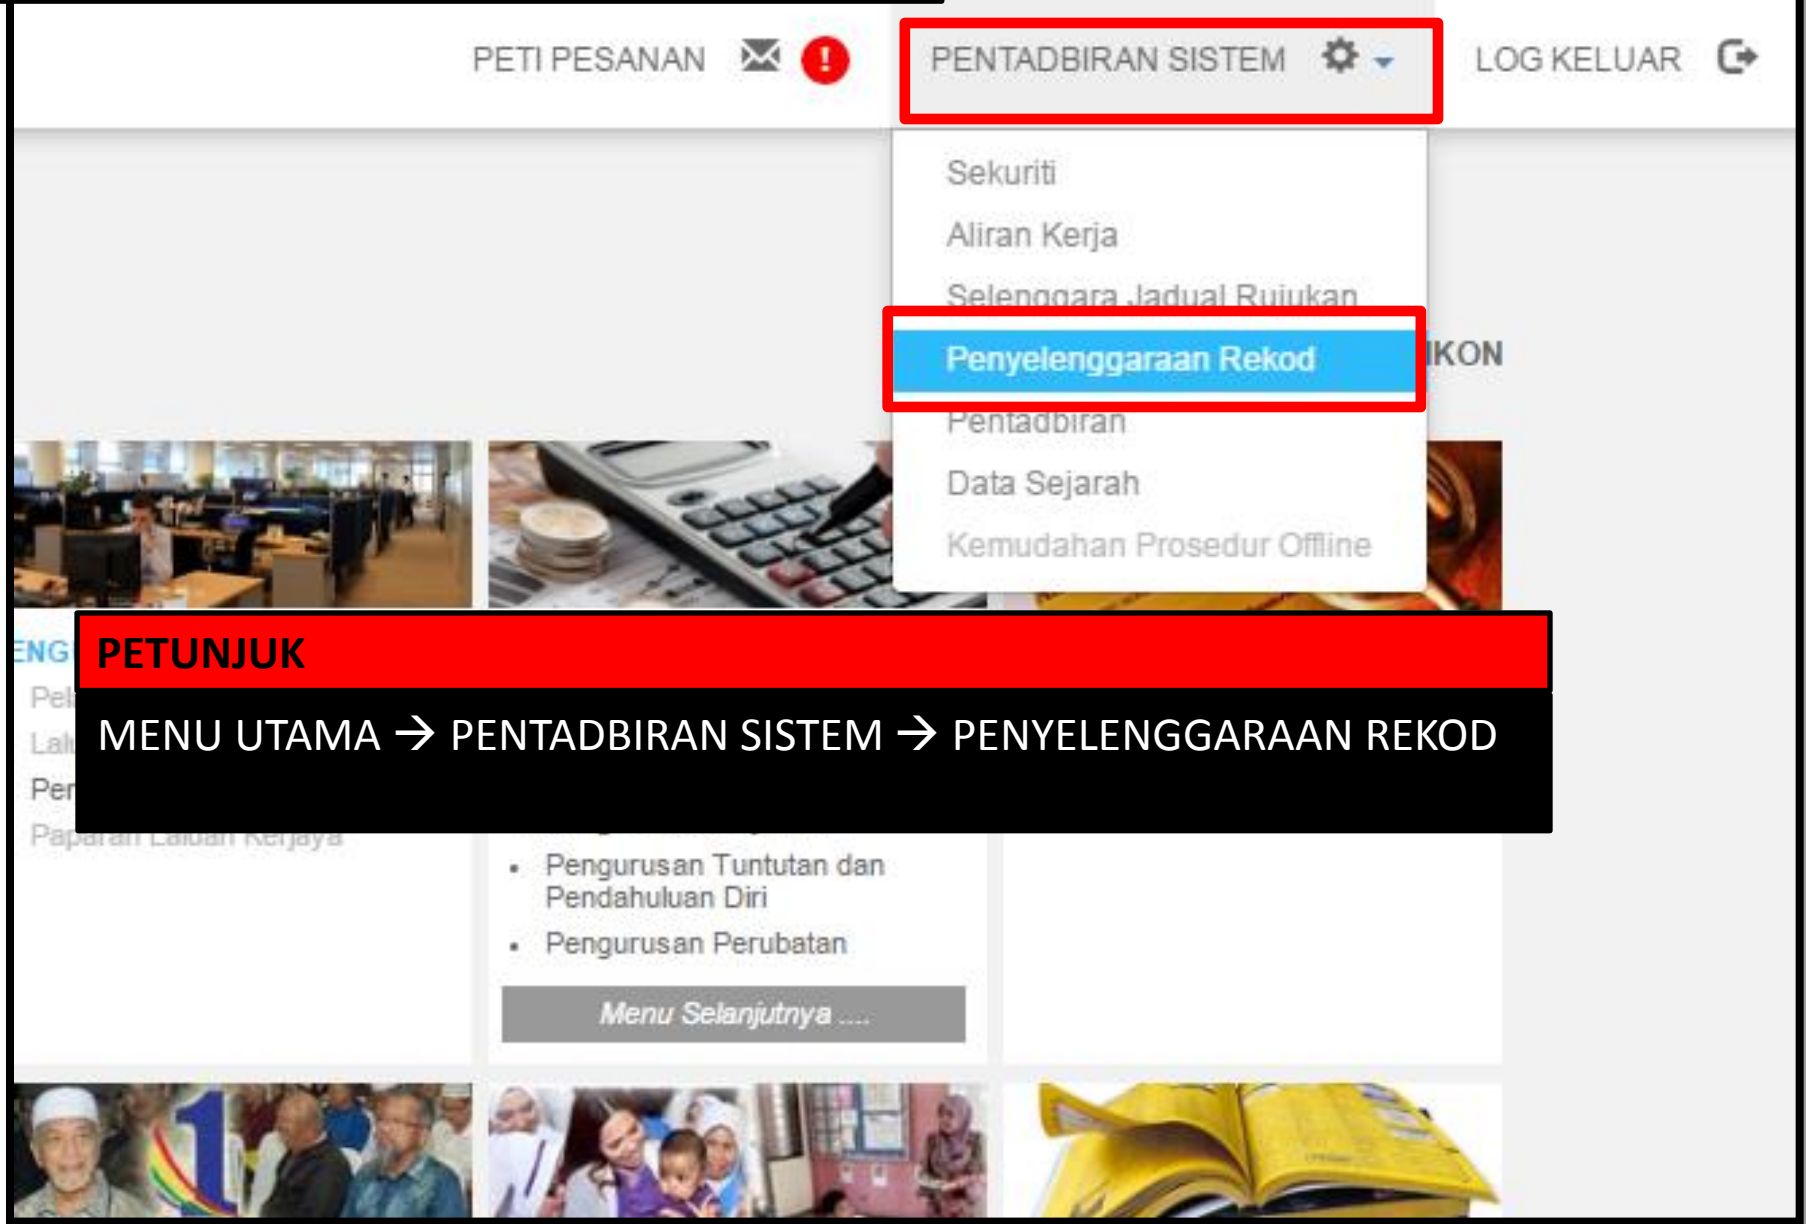 PETI PESANAN
PENTADBIRAN SISTEM
LOG KELUAR
Sekuriti
Aliran Kerja
Selenggara Jadual Rujukan
Penyelenggaraan Rekod
IKON
Pentadbiran
Data Sejarah
Kemudahan Prosedur Offline
ENG
PETUNJUK
MENU UTAMA → PENTADBIRAN SISTEM → PENYELENGGARAAN REKOD
Paparan Laluan Kerjaya
• Pengurusan Tuntutan dan
Pendahuluan Diri
• Pengurusan Perubatan
Menu Selanjutnya ....